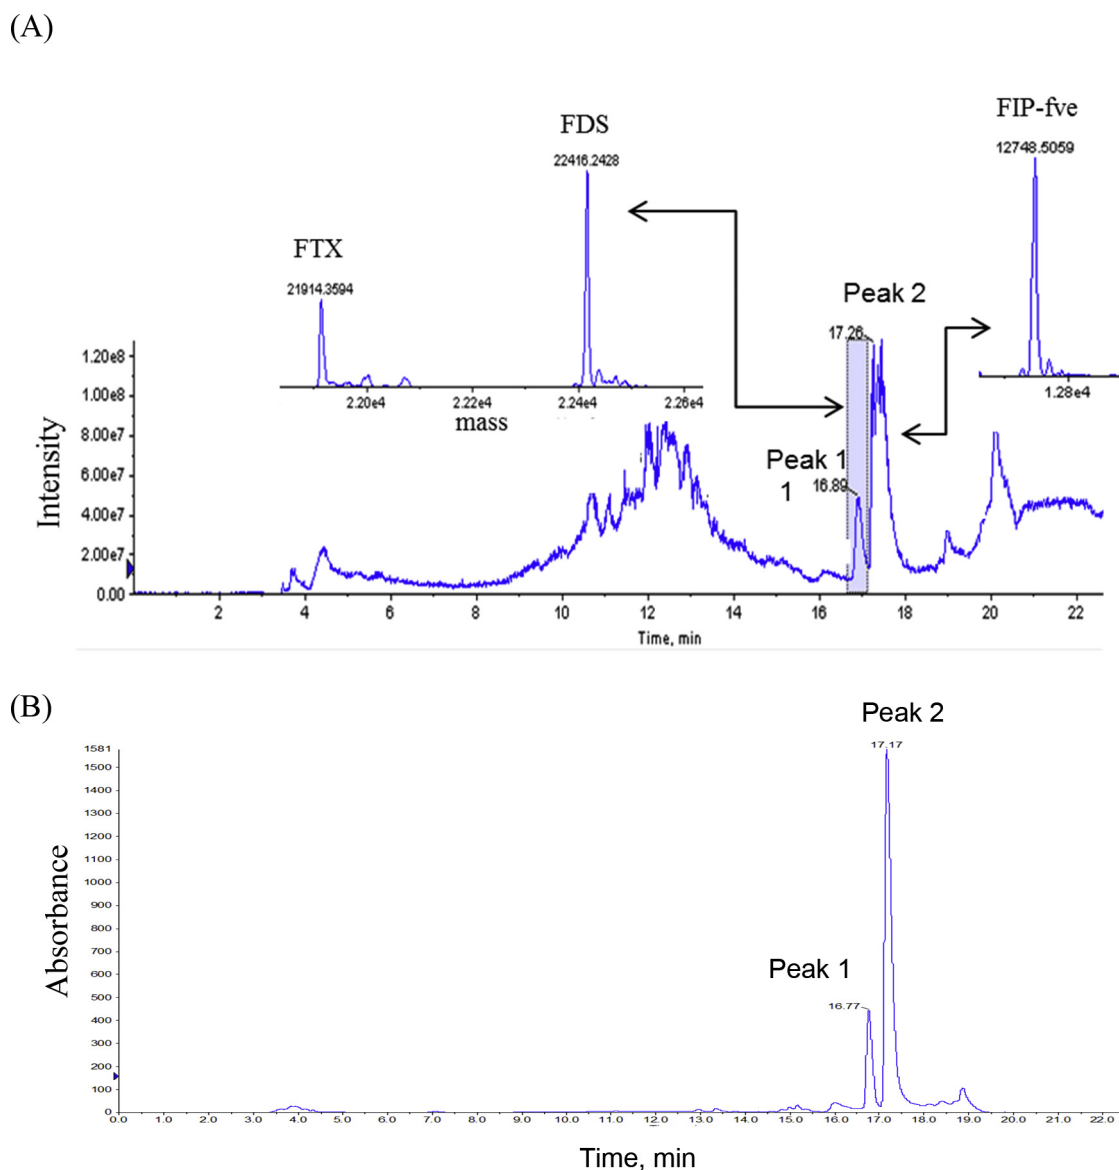 (A)
FIP-fve
12748.5059
FDS
22416.2428
FTX
21914.3594
Peak 2
17.26
1.20e8
1.00e8
8.00e7
6.00e7
4.00e7
2.00e7
0.00
Intensity
2.20e4 2.22e4 2.24e4 2.26e4
mass
1.28e4
Peak 1
1
16.89
2 4 6 8 10 12 14 16 18 20 22
Time, min
(B)
Peak 2
17.17
1581
1500
1400
1300
1200
1100
1000
900
800
700
600
500
400
300
200
100
0
Absorbance
Peak 1
16.77
0.0 1.0 2.0 3.0 4.0 5.0 6.0 7.0 8.0 9.0 10.0 11.0 12.0 13.0 14.0 15.0 16.0 17.0 18.0 19.0 20.0 21.0 22.0
Time, min